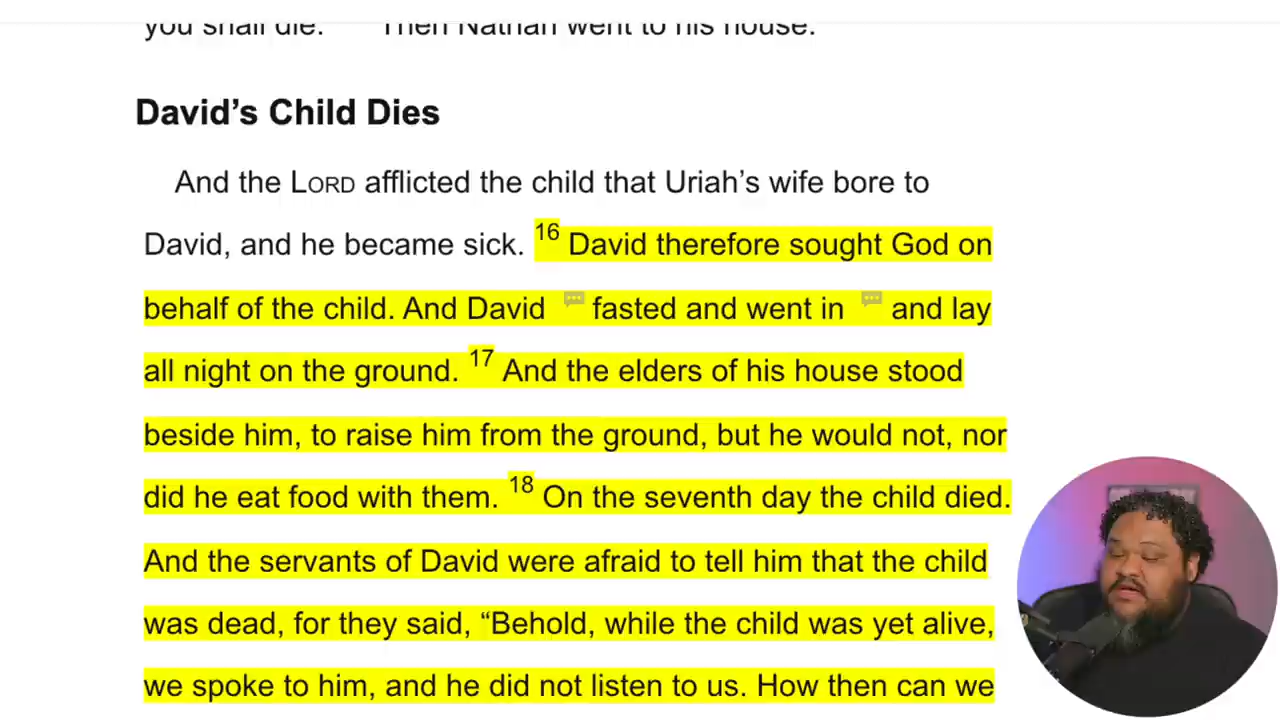 you shall die." Then Nathan went to his house.
David's Child Dies
And the LORD afflicted the child that Uriah's wife bore to
David, and he became sick. 16 David therefore sought God on
behalf of the child. And David fasted and went in and lay
all night on the ground. 17 And the elders of his house stood
beside him, to raise him from the ground, but he would not, nor
did he eat food with them. 18 On the seventh day the child died.
And the servants of David were afraid to tell him that the child
was dead, for they said, “Behold, while the child was yet alive,
we spoke to him, and he did not listen to us. How then can we